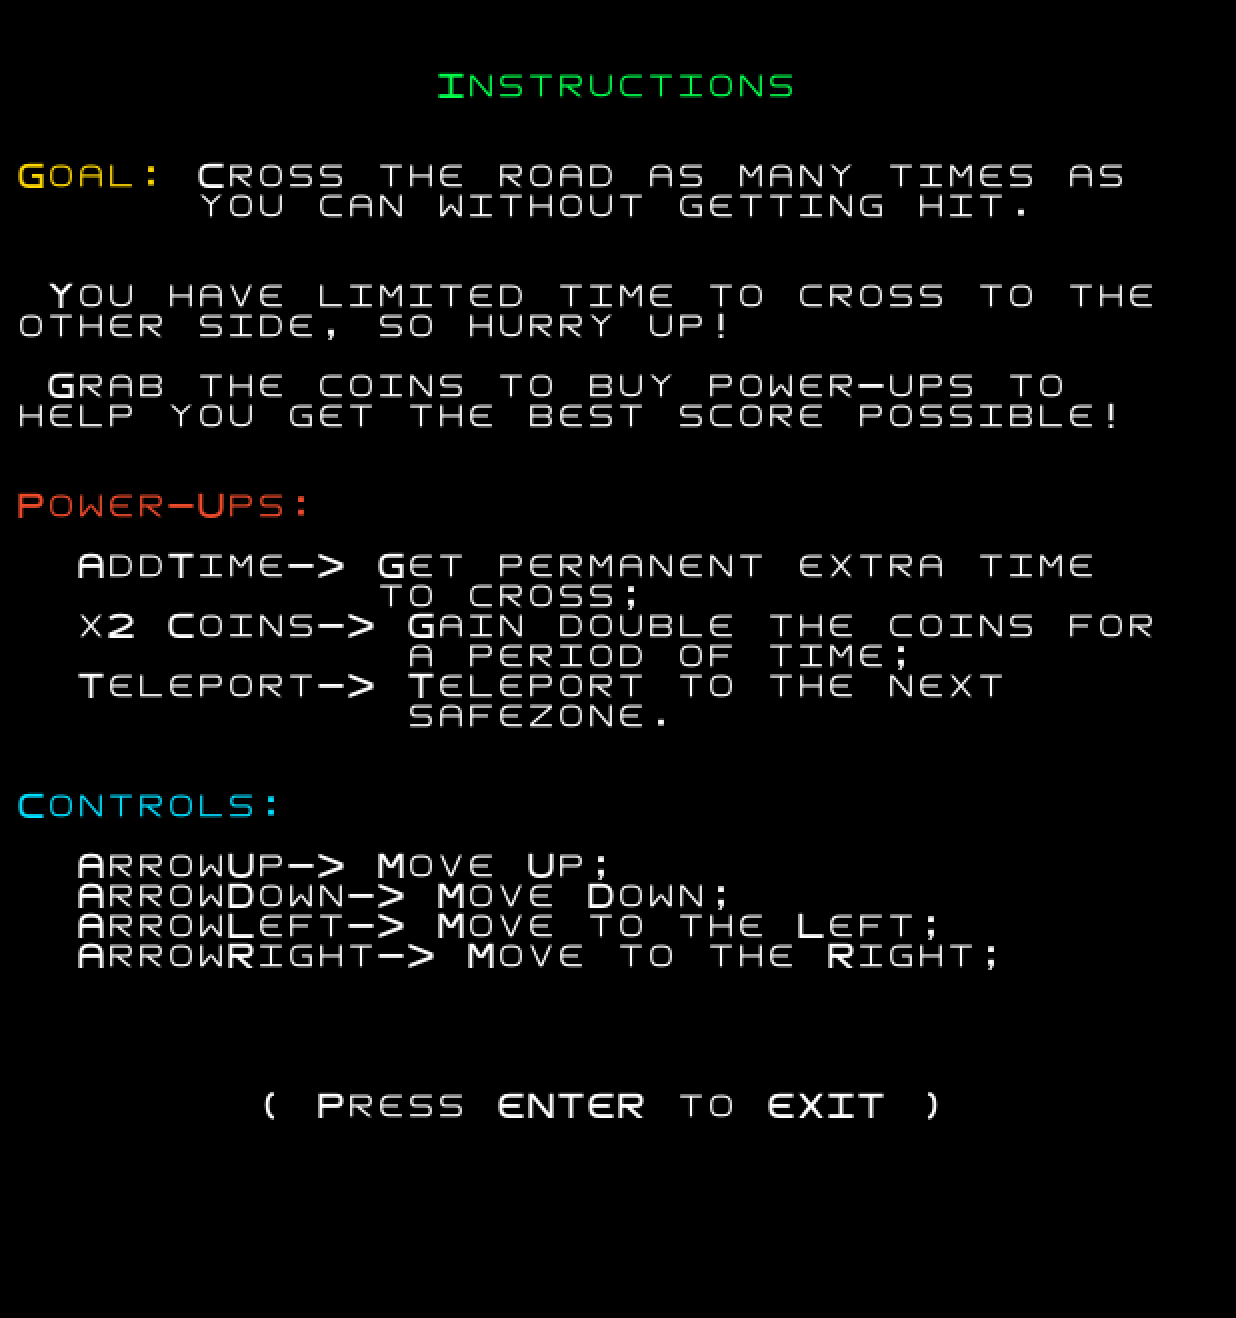 Instructions
Goal: Cross the road as many times as
you can without getting hit.
You have limited time to cross to the
other side, so hurry up!
Grab the coins to buy power-ups to
help you get the best score possible!
Power-Ups:
AddTime-> Get permanent extra time
to cross;
x2 Coins-> Gain double the coins for
a period of time;
Teleport-> Teleport to the next
safezone.
Controls:
ArrowUp-> Move Up;
ArrowDown-> Move Down;
ArrowLeft-> Move to the Left;
ArrowRight-> Move to the Right;
( Press ENTER to EXIT )